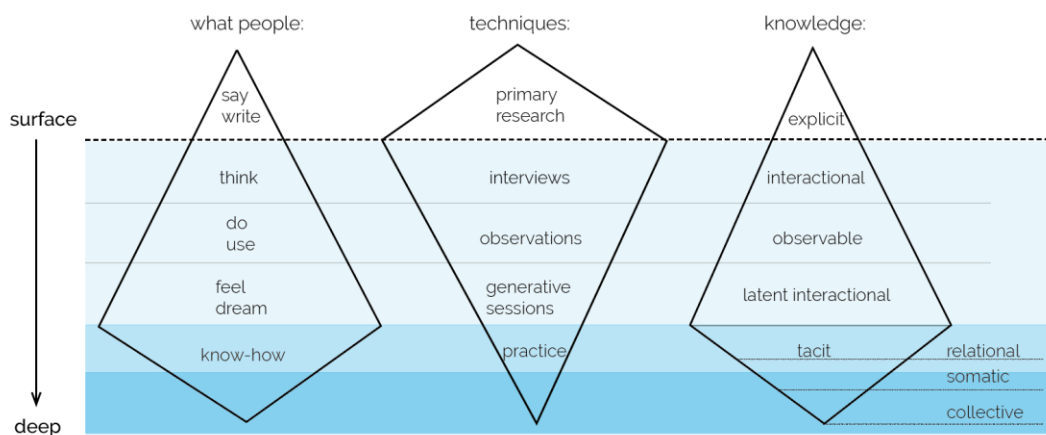 what people:
techniques:
knowledge:
say
write
primary
research
explicit
surface
think
interviews
interactional
do
use
observations
observable
feel
dream
generative
sessions
latent interactional
know-how
practice
tacit
relational
somatic
collective
deep